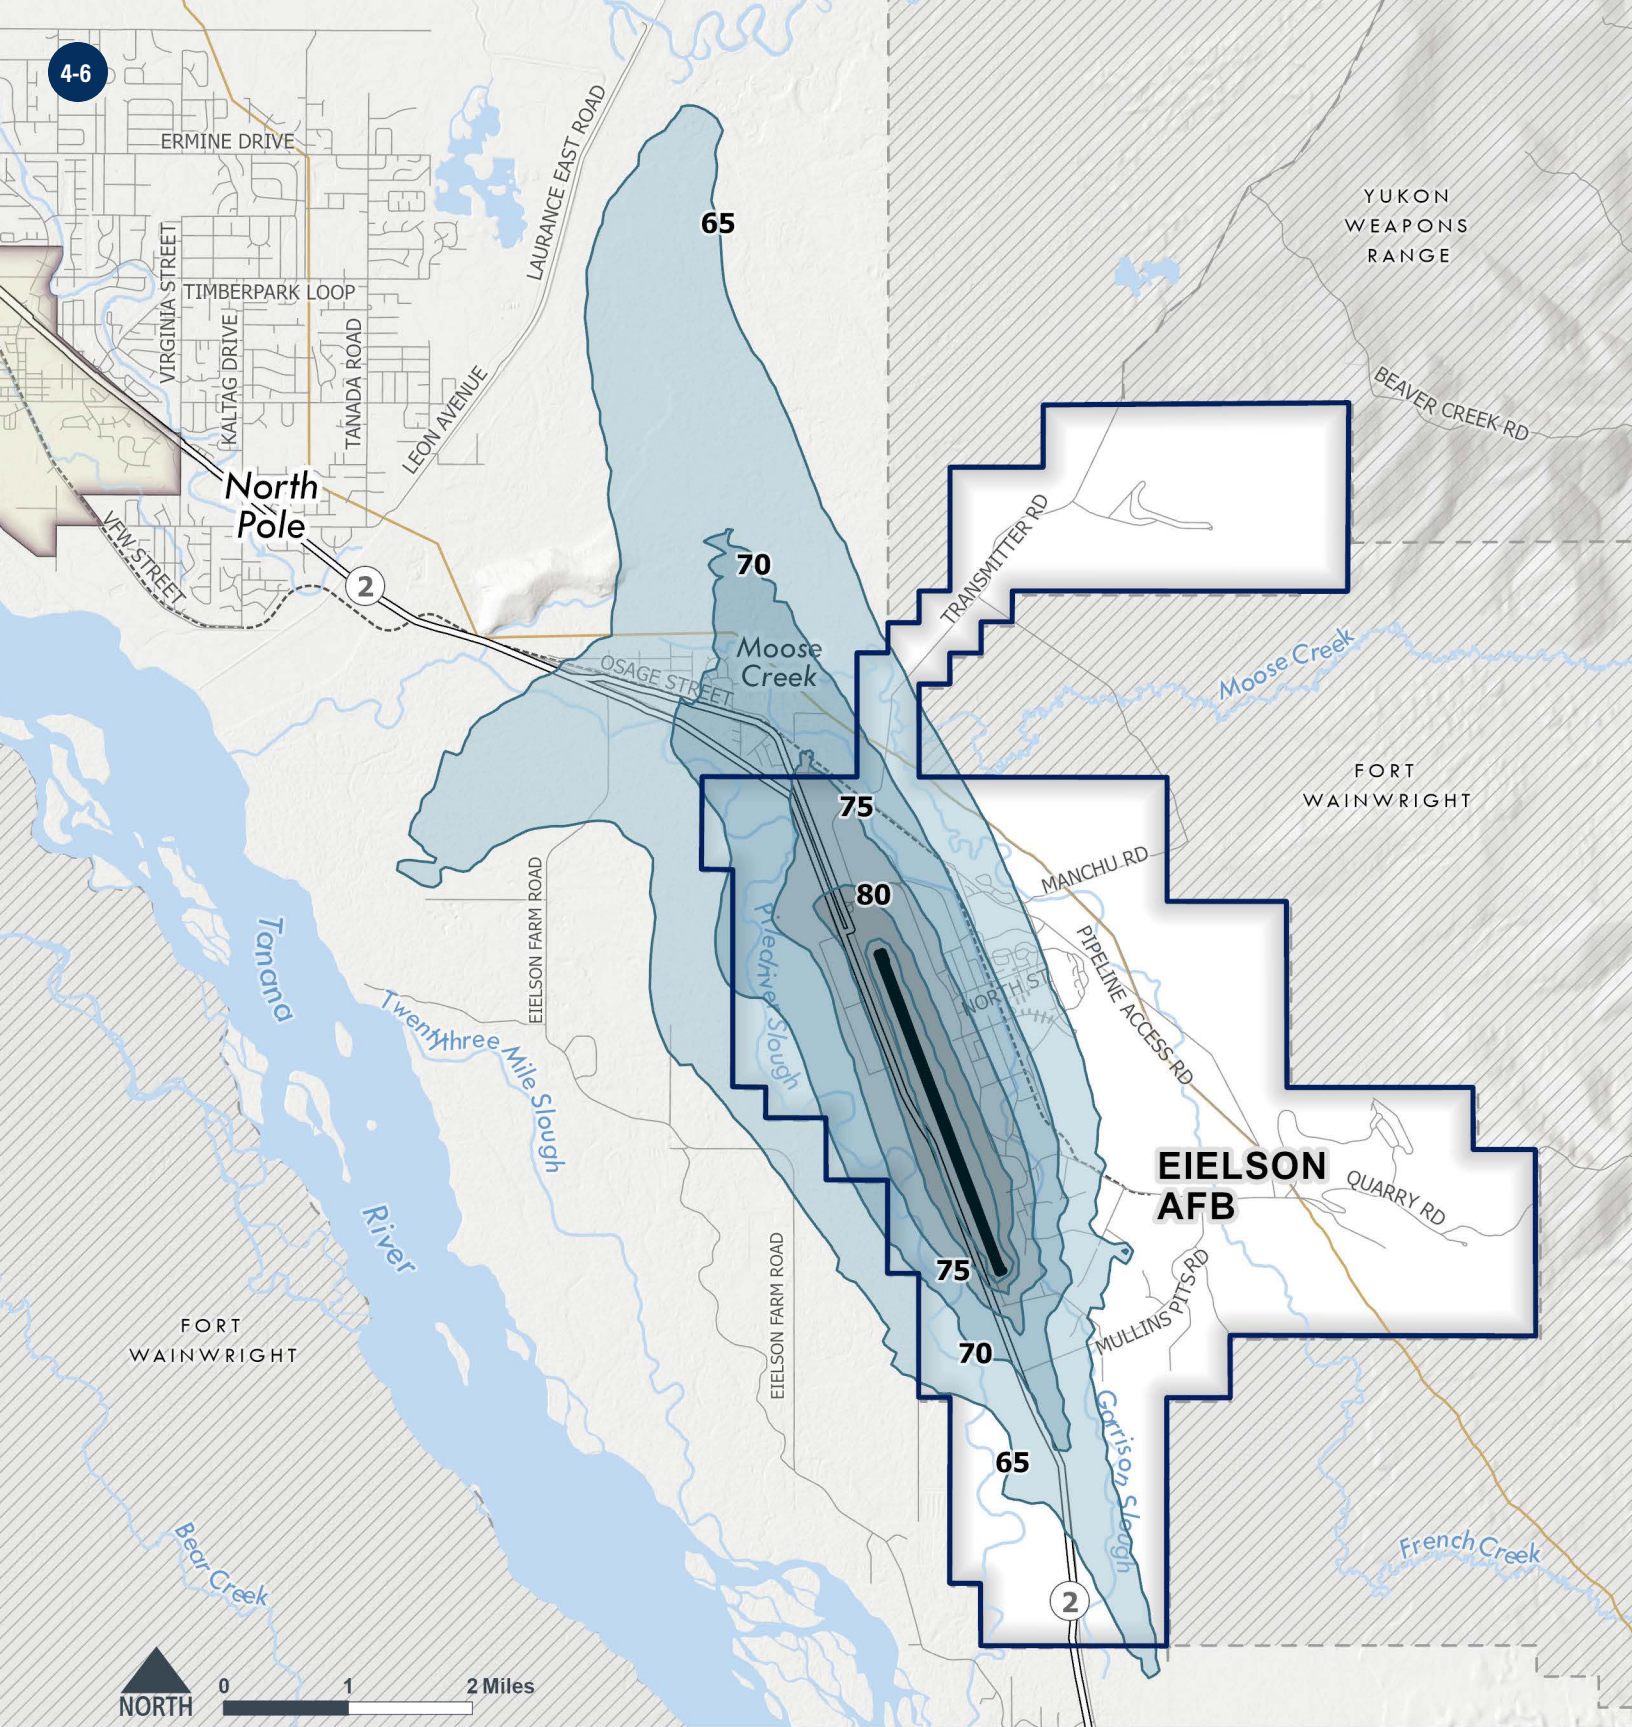 4-6
ERMINE DRIVE
LAURANCE EAST ROAD
65
YUKON
WEAPONS
RANGE
VIRGINIA STREET
TIMBERPARK LOOP
KALTAG DRIVE
TANADA ROAD
LEON AVENUE
BEAVER CREEK RD
North
Pole
VFW STREET
2
TRANSMITTER RD
70
Moose
Creek
OSAGE STREET
Moose Creek
FORT
WAINWRIGHT
75
80
MANCHU RD
EIELSON FARM ROAD
Tanana
River
Piledriver Slough
NORTH ST
PIPELINE ACCESS RD
Twentythree Mile Slough
EIELSON
AFB
QUARRY RD
EIELSON FARM ROAD
75
MULLINS PITS RD
FORT
WAINWRIGHT
70
Garrison Slough
65
Bear Creek
French Creek
2
NORTH
0 1 2 Miles